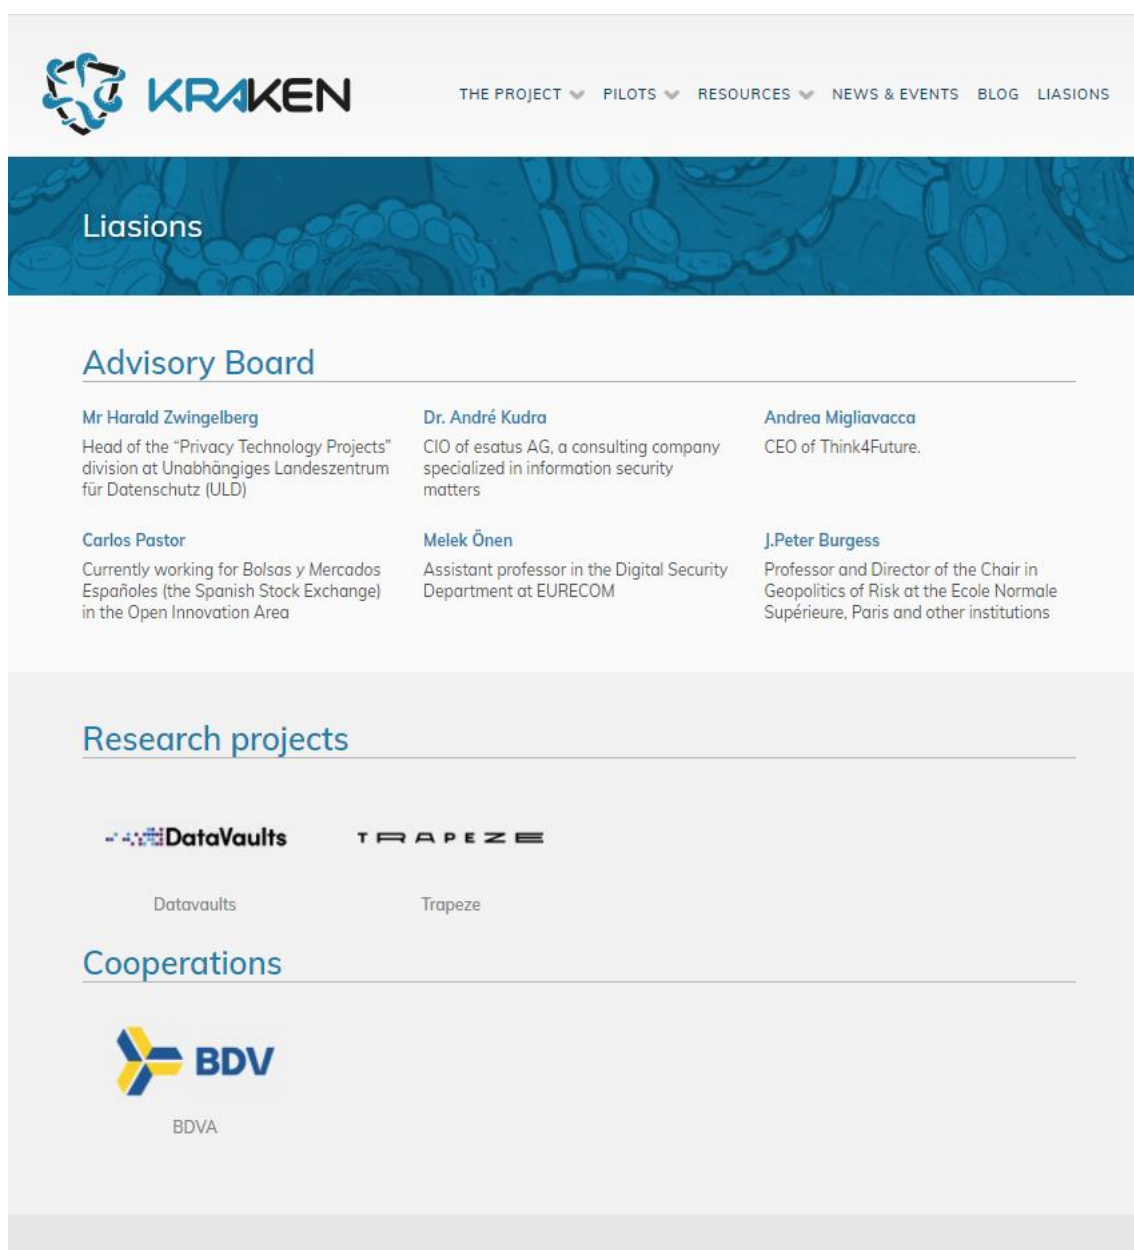 KRAKEN
THE PROJECT PILOTS RESOURCES NEWS & EVENTS BLOG LIASIONS
Liasions
Advisory Board
Mr Harald Zwingelberg
Head of the “Privacy Technology Projects”
division at Unabhängiges Landeszentrum
für Datenschutz (ULD)
Dr. André Kudra
CIO of esatus AG, a consulting company
specialized in information security
matters
Andrea Migliavacca
CEO of Think4Future.
Carlos Pastor
Currently working for Bolsas y Mercados
Españoles (the Spanish Stock Exchange)
in the Open Innovation Area
Melek Önen
Assistant professor in the Digital Security
Department at EURECOM
J.Peter Burgess
Professor and Director of the Chair in
Geopolitics of Risk at the Ecole Normale
Supérieure, Paris and other institutions
Research projects
DataVaults
TRAPEZE
Datavaults
Trapeze
Cooperations
BDV
BDVA